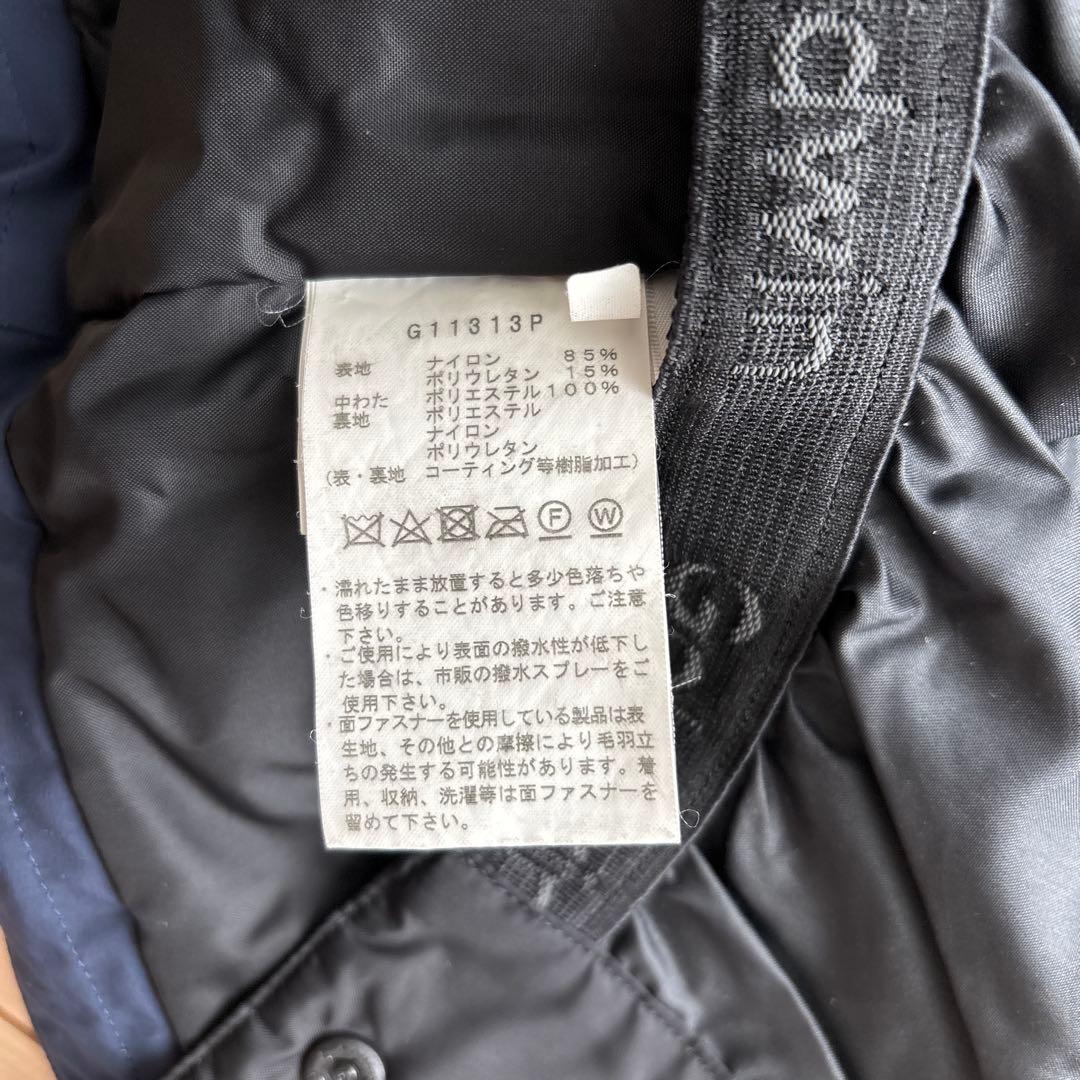 dwin
G11313P
表地 ナイロン 85%
ポリウレタン 15%
中わた ポリエステル100%
裏地 ポリエステル
ナイロン
ポリウレタン
(表・裏地 コーティング等樹脂加工)
F W
・濡れたまま放置すると多少色落ちや
色移りすることがあります。ご注意
下さい。
・ご使用により表面の撥水性が低下し
た場合は、市販の撥水スプレーをご
使用下さい。
・面ファスナーを使用している製品は表
生地、その他との摩擦により毛羽立
ちの発生する可能性があります。着
用、収納、洗濯等は面ファスナーを
留めて下さい。